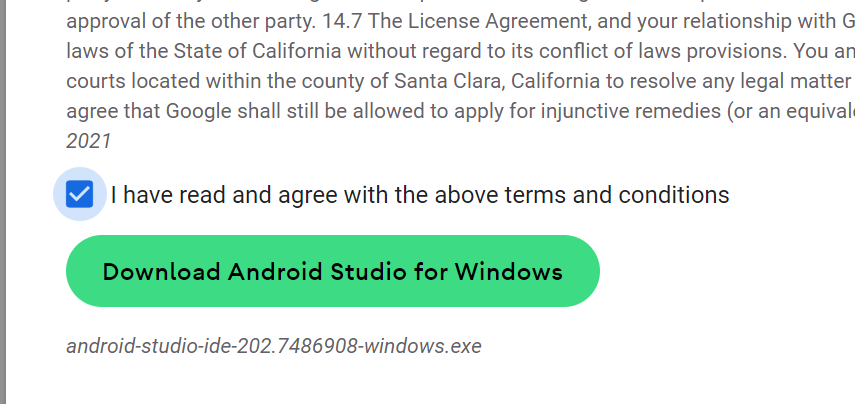 approval of the other party. 14.7 The License Agreement, and your relationship with G
laws of the State of California without regard to its conflict of laws provisions. You an
courts located within the county of Santa Clara, California to resolve any legal matter
agree that Google shall still be allowed to apply for injunctive remedies (or an equivale
2021
I have read and agree with the above terms and conditions
Download Android Studio for Windows
android-studio-ide-202.7486908-windows.exe